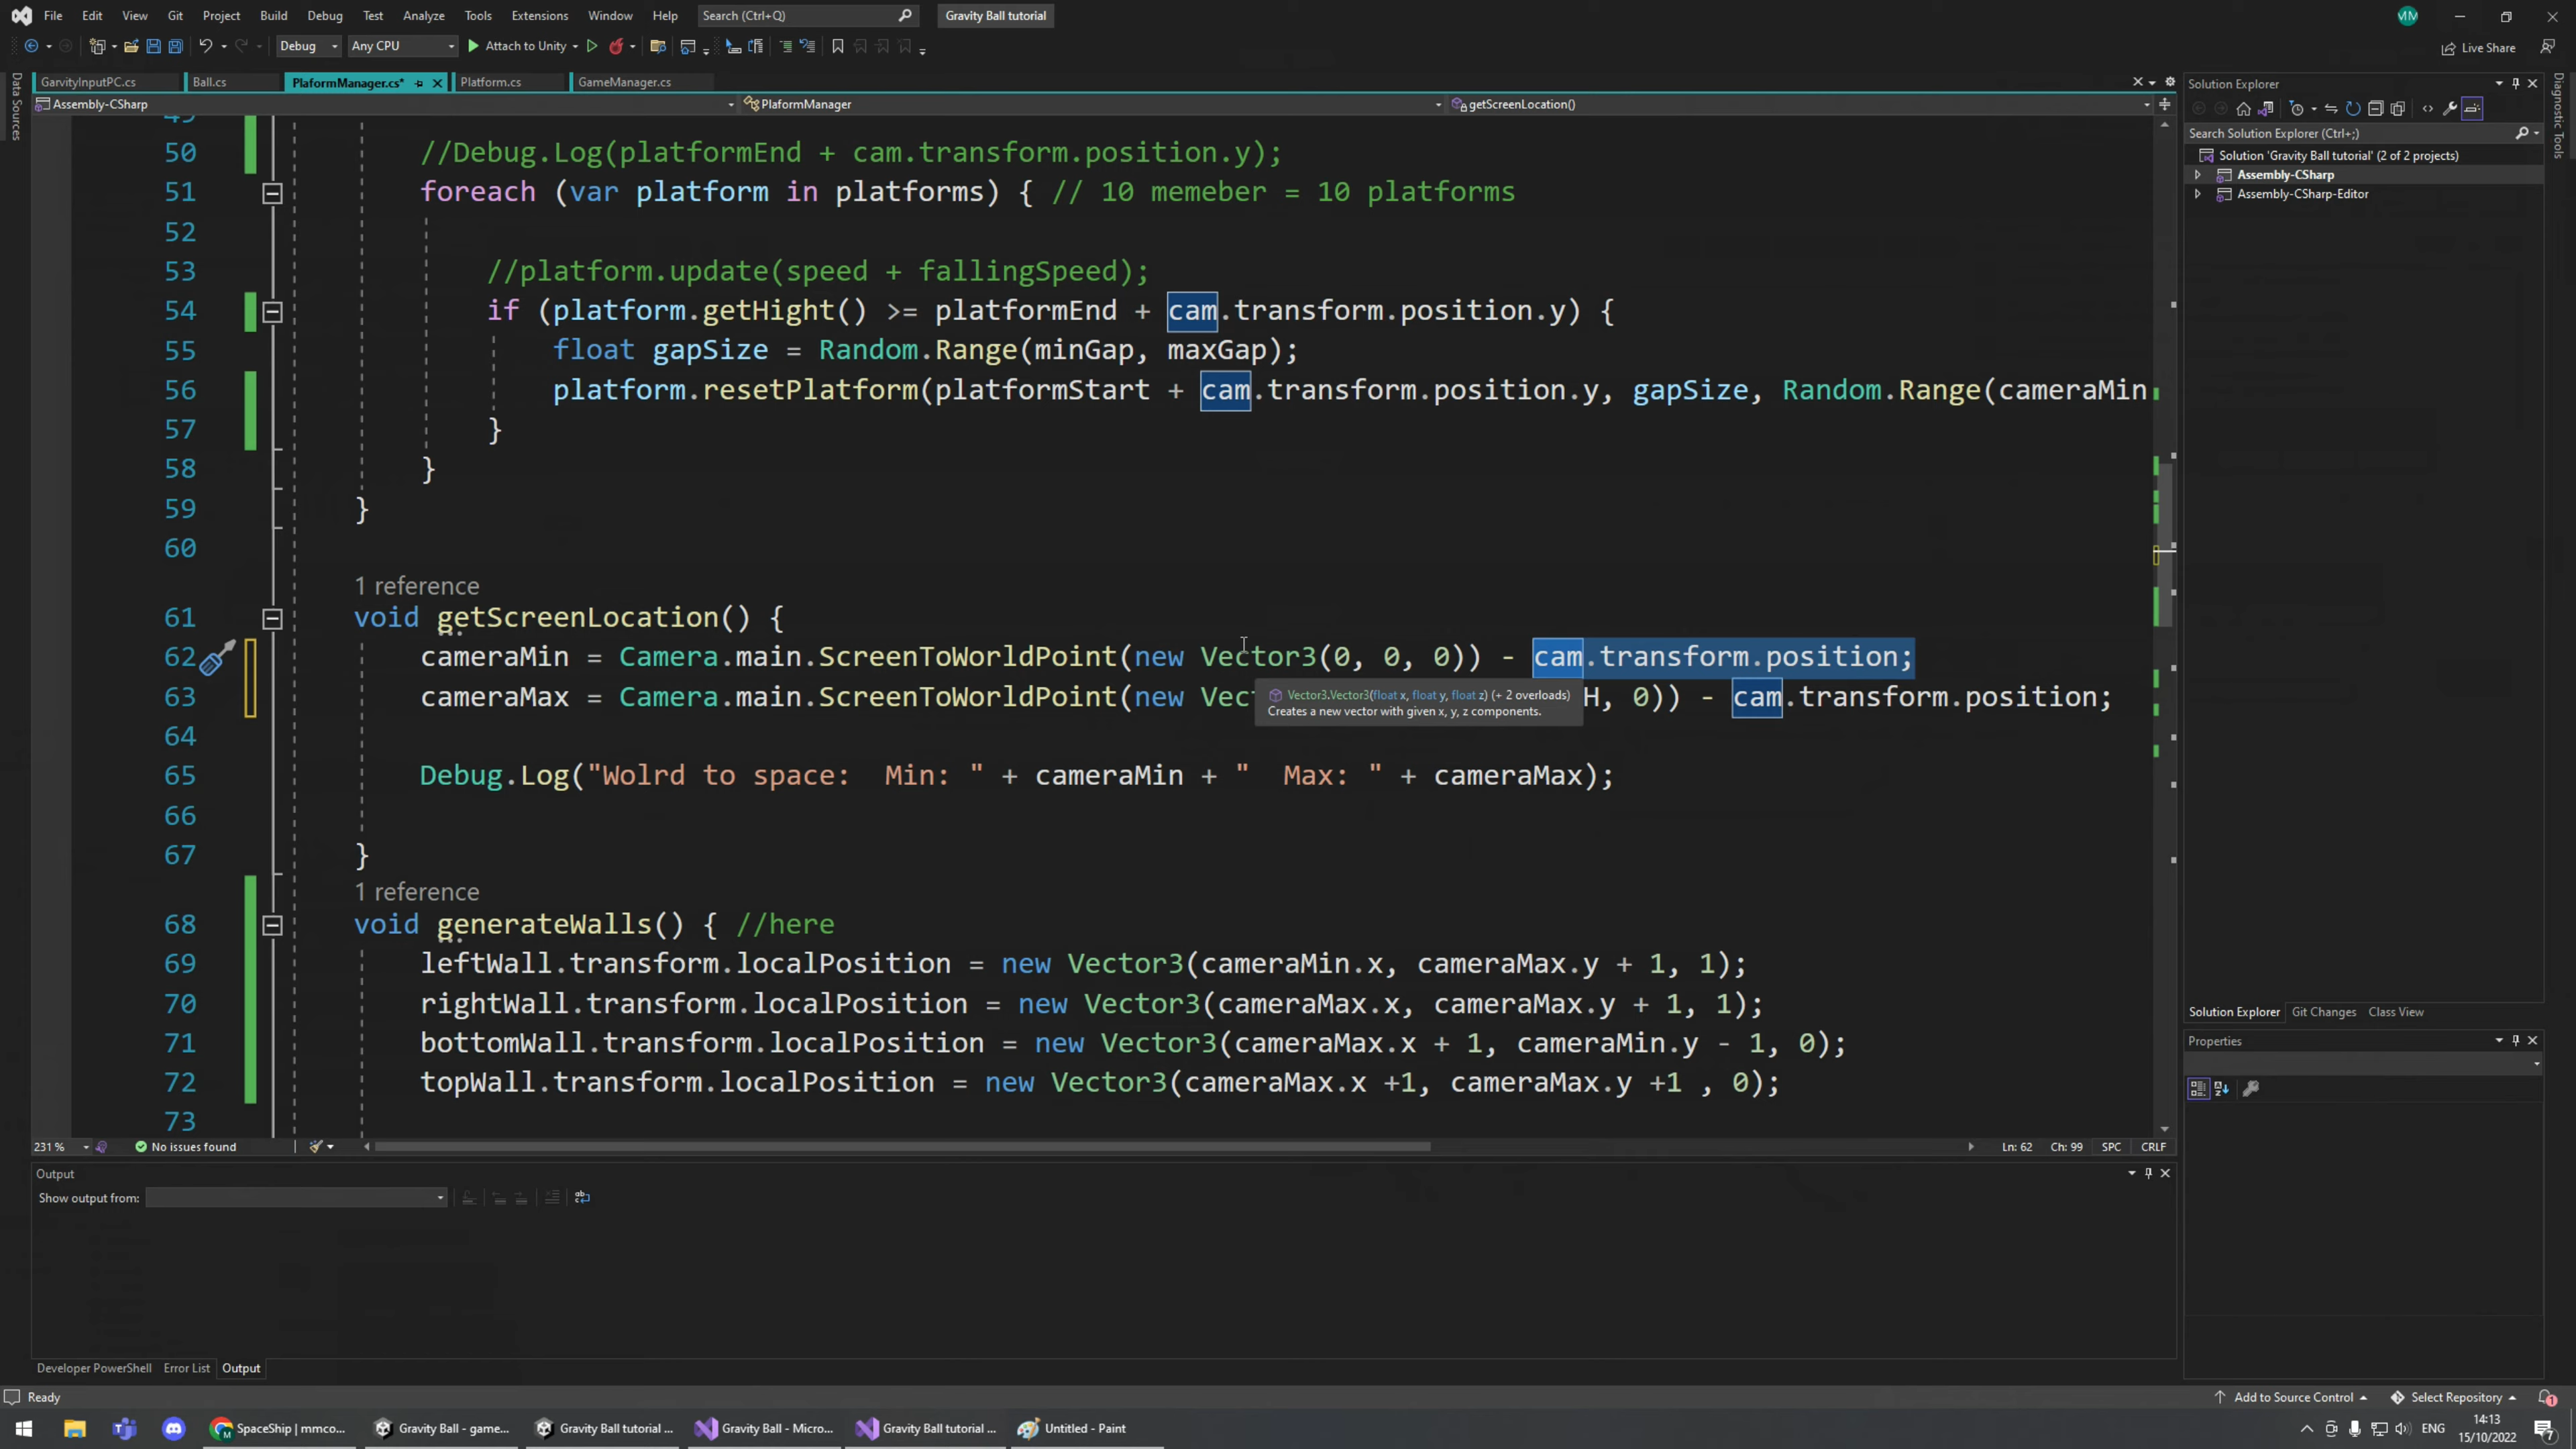 File Edit View Git Project Build Debug Test Analyze Tools Extensions Window Help Search (Ctrl+Q) Gravity Ball tutorial MM
Debug Any CPU Attach to Unity Live Share
GarvityInputPC.cs Ball.cs PlaformManager.cs* Platform.cs GameManager.cs
Assembly-CSharp PlaformManager getScreenLocation()
Data Sources
50 //Debug.Log(platformEnd + cam.transform.position.y);
51 foreach (var platform in platforms) { // 10 memeber = 10 platforms
52
53 //platform.update(speed + fallingSpeed);
54 if (platform.getHight() >= platformEnd + cam.transform.position.y) {
55 float gapSize = Random.Range(minGap, maxGap);
56 platform.resetPlatform(platformStart + cam.transform.position.y, gapSize, Random.Range(cameraMin
57 }
58 }
59 }
60
1 reference
61 void getScreenLocation() {
62 cameraMin = Camera.main.ScreenToWorldPoint(new Vector3(0, 0, 0)) - cam.transform.position;
63 cameraMax = Camera.main.ScreenToWorldPoint(new Vec H, 0)) - cam.transform.position;
Vector3.Vector3(float x, float y, float z) (+ 2 overloads)
Creates a new vector with given x, y, z components.
64
65 Debug.Log("Wolrd to space:  Min: " + cameraMin + "  Max: " + cameraMax);
66
67 }
1 reference
68 void generateWalls() { //here
69 leftWall.transform.localPosition = new Vector3(cameraMin.x, cameraMax.y + 1, 1);
70 rightWall.transform.localPosition = new Vector3(cameraMax.x, cameraMax.y + 1, 1);
71 bottomWall.transform.localPosition = new Vector3(cameraMax.x + 1, cameraMin.y - 1, 0);
72 topWall.transform.localPosition = new Vector3(cameraMax.x +1, cameraMax.y +1 , 0);
73
231 % No issues found Ln: 62 Ch: 99 SPC CRLF
Output
Show output from:
Developer PowerShell Error List Output
Solution Explorer
Search Solution Explorer (Ctrl+;)
Solution 'Gravity Ball tutorial' (2 of 2 projects)
Assembly-CSharp
Assembly-CSharp-Editor
Solution Explorer Git Changes Class View
Properties
Diagnostic Tools
Ready Add to Source Control Select Repository 1
SpaceShip | mmco... Gravity Ball - game... Gravity Ball tutorial ... Gravity Ball - Micro... Gravity Ball tutorial ... Untitled - Paint
ENG 14:13
15/10/2022 7